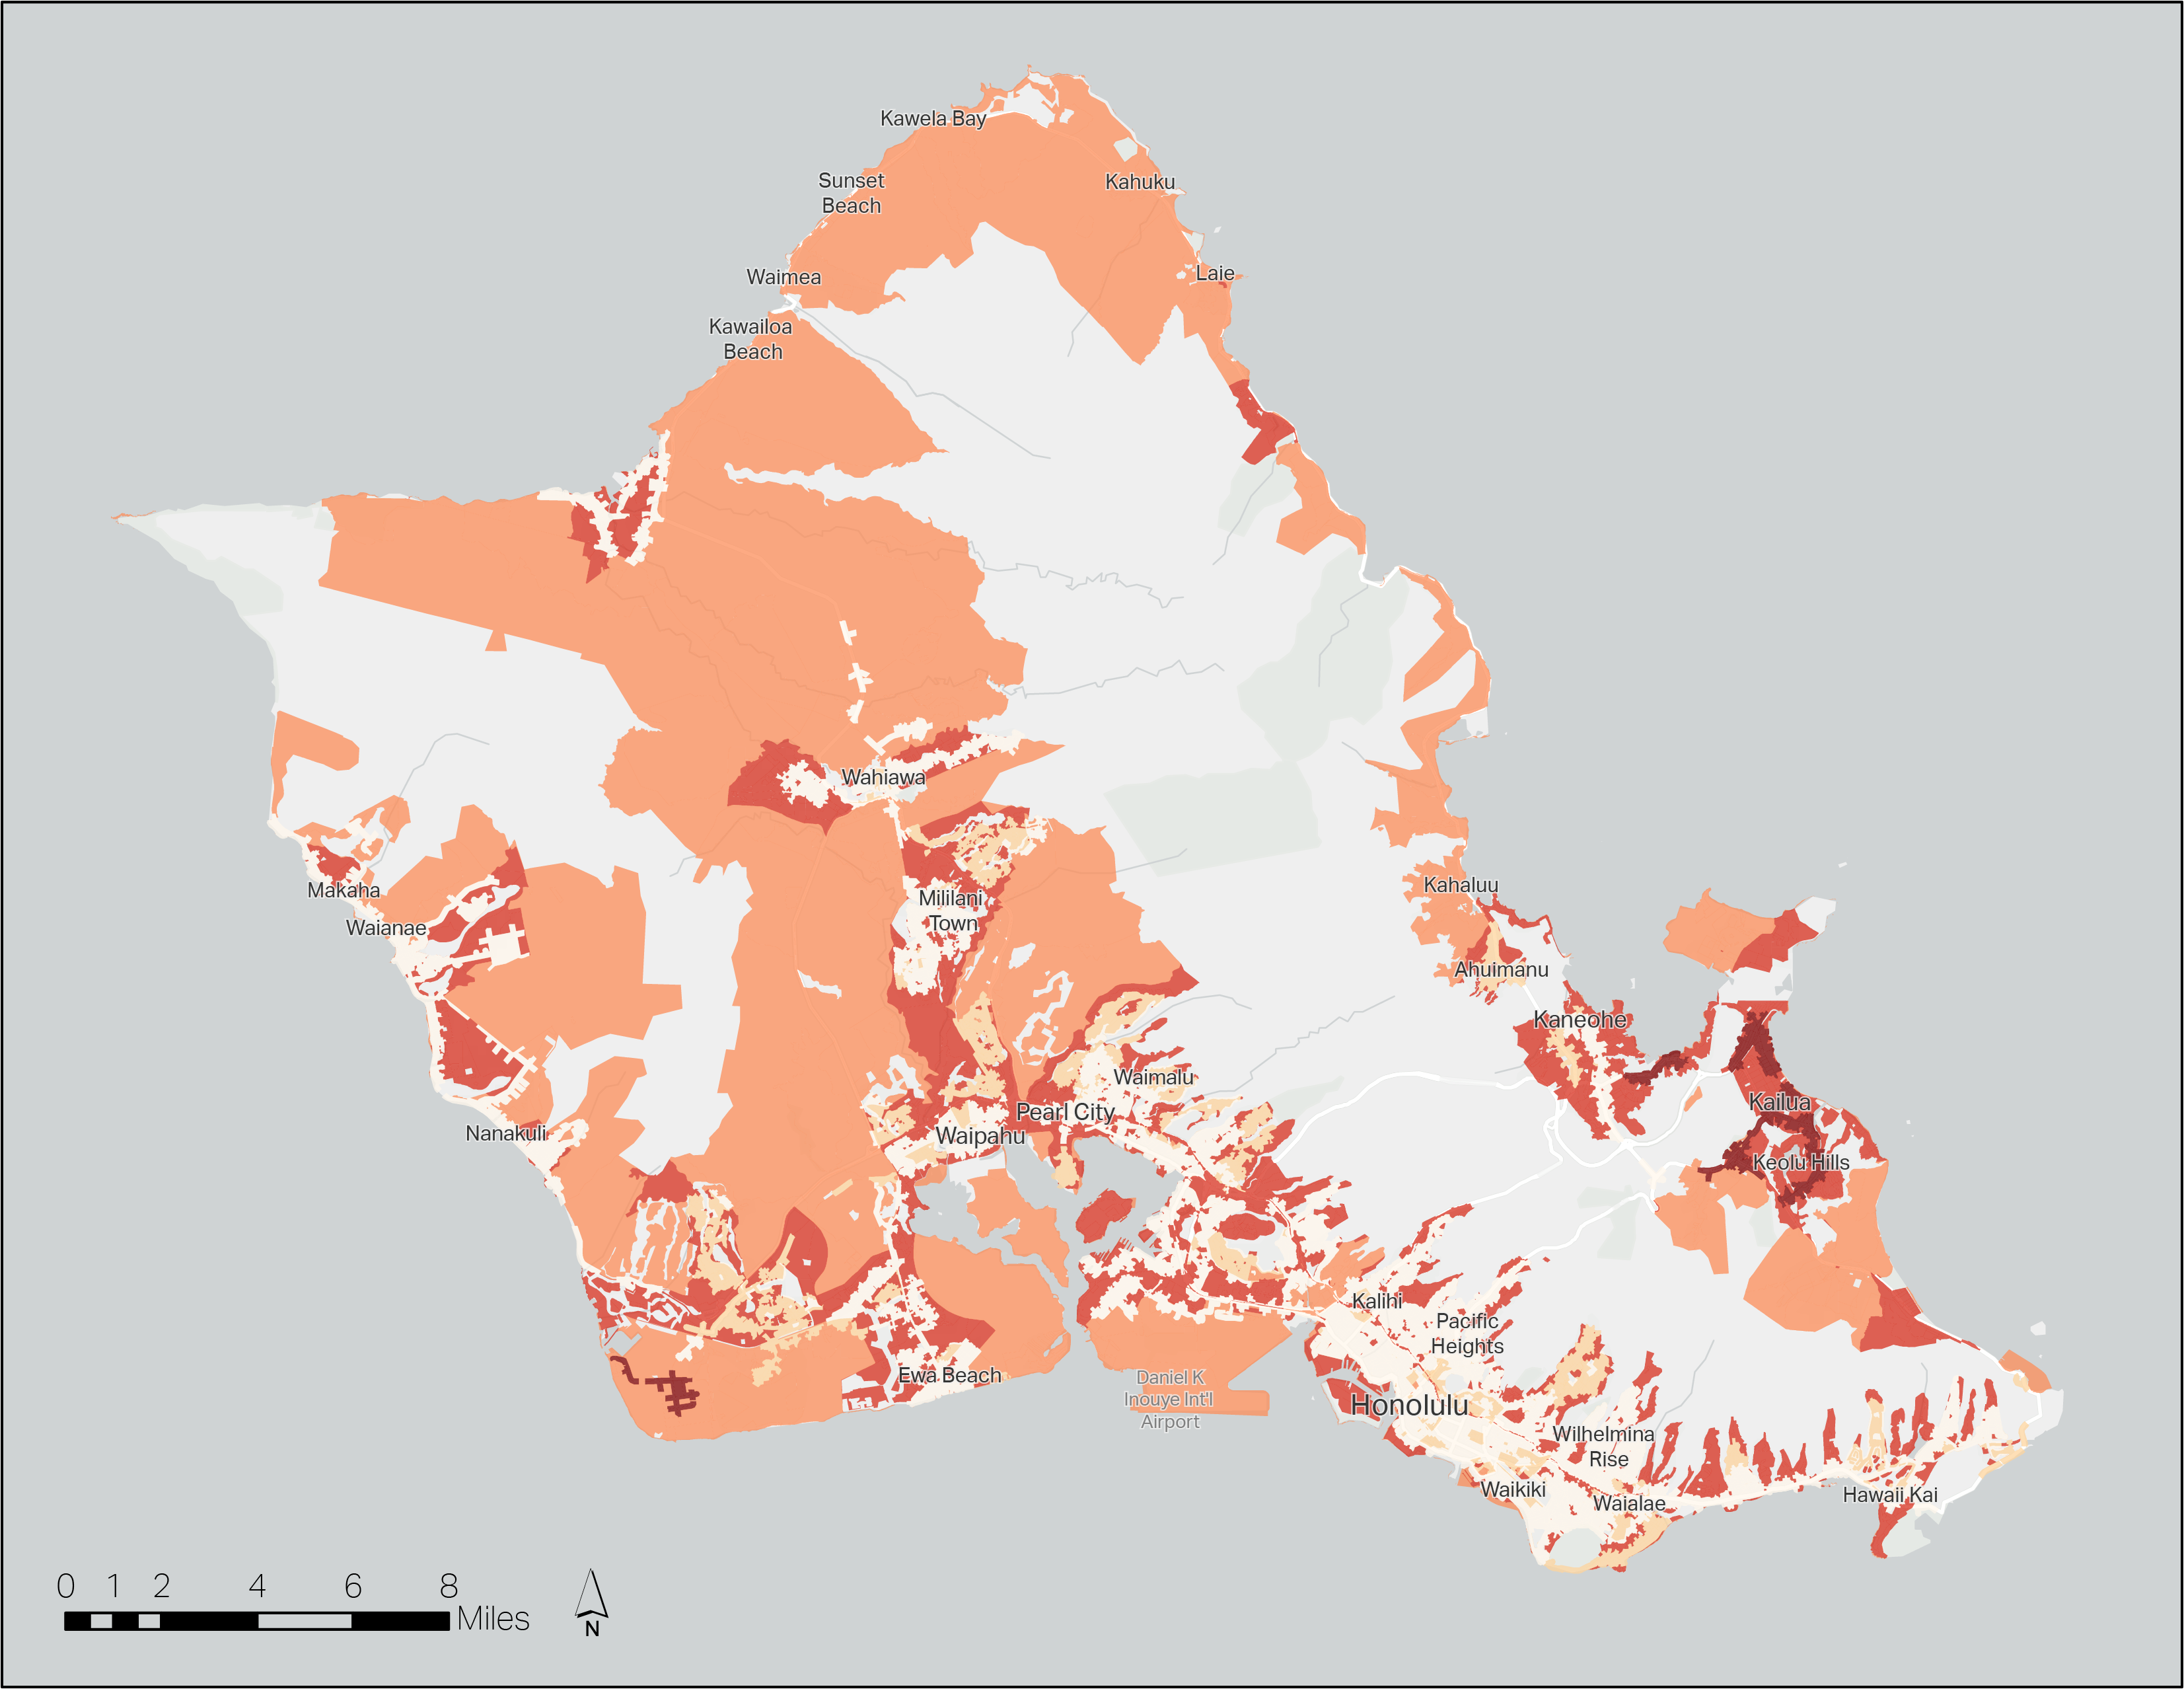 Kawela Bay
Sunset
Beach
Kahuku
Waimea
Laie
Kawailoa
Beach
Wahiawa
Makaha
Mililani
Town
Kahaluu
Waianae
Ahuimanu
Kaneohe
Waimalu
Pearl City
Kailua
Nanakuli
Waipahu
Keolu Hills
Kalihi
Pacific
Heights
Ewa Beach
Daniel K
Inouye Int'l
Airport
Honolulu
Wilhelmina
Rise
Waikiki
Waialae
Hawaii Kai
0 1 2 4 6 8
Miles
N